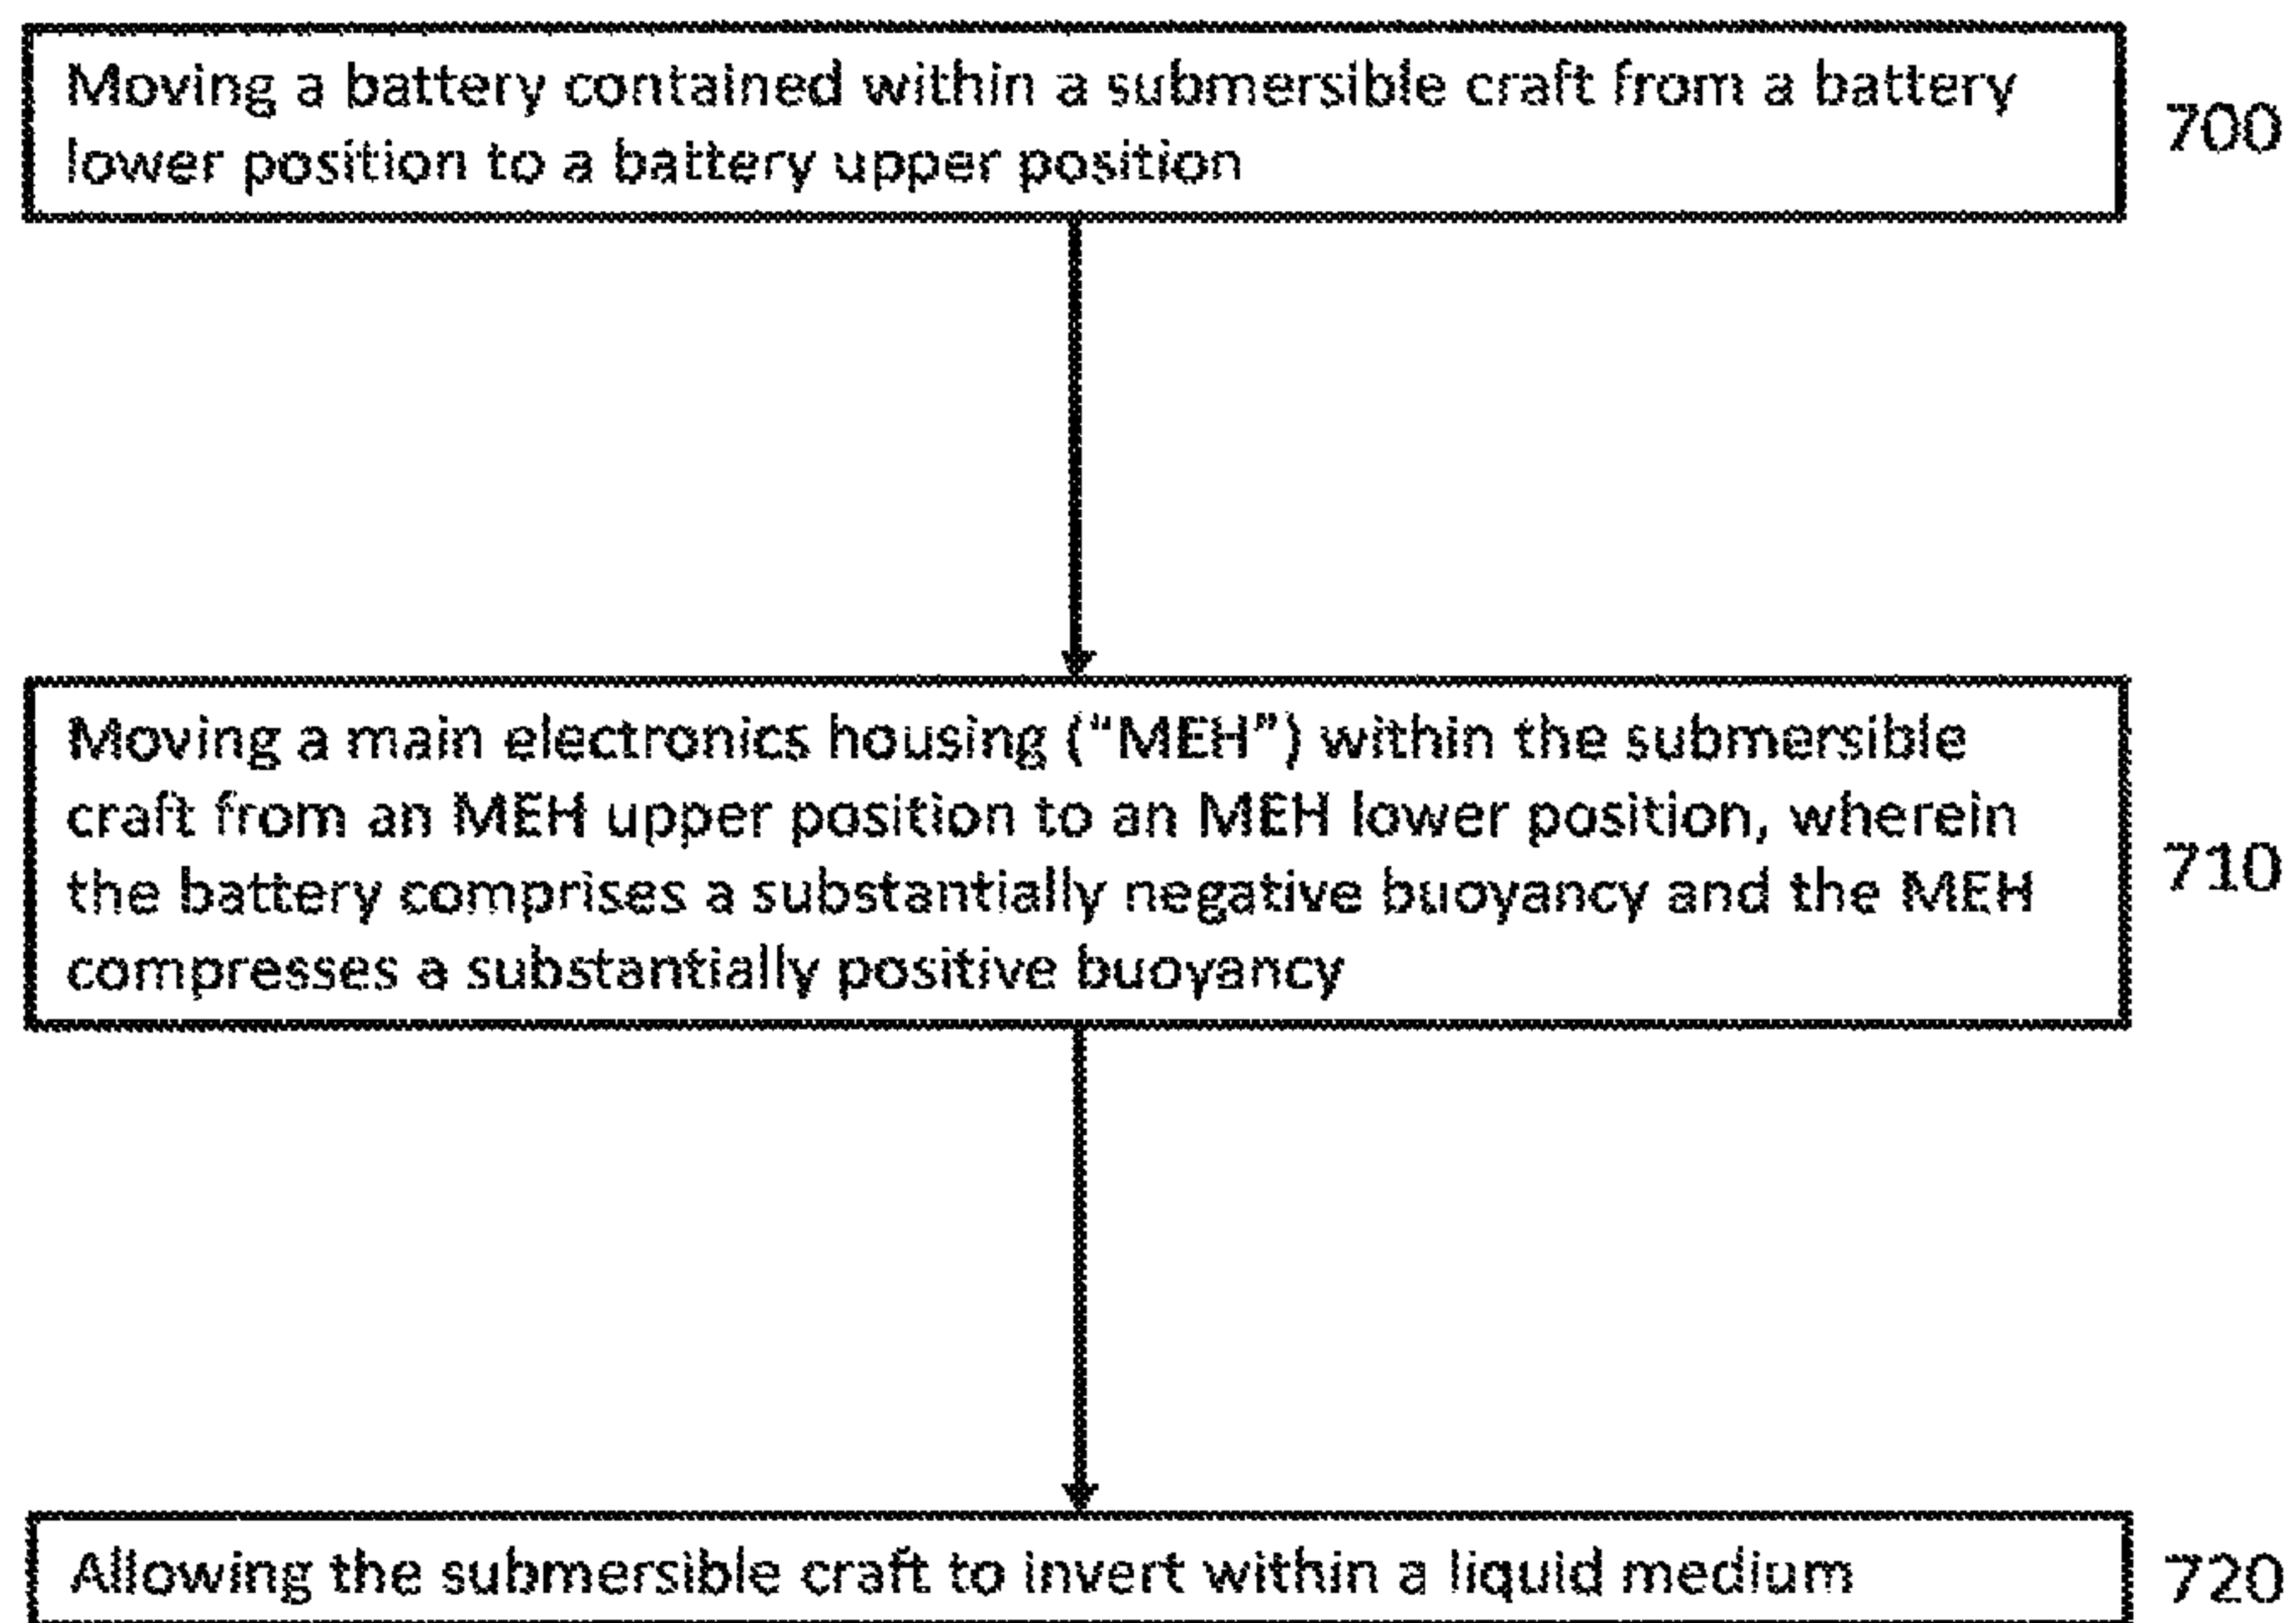 Moving a battery contained within a submersible craft from a battery
lower position to a battery upper position
700
Moving a main electronics housing (“MEH”) within the submersible
craft from an MEH upper position to an MEH lower position, wherein
the battery comprises a substantially negative buoyancy and the MEH
compresses a substantially positive buoyancy
710
Allowing the submersible craft to invert within a liquid medium
720